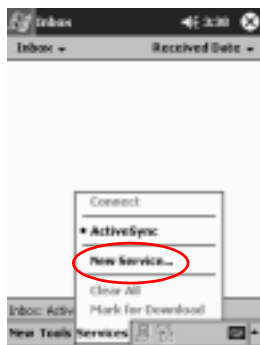 Inbox 3:38
Inbox Received Date
Connect
ActiveSync
New Service...
Clear All
Mark for Download
Inbox: Activ
New Tools Services